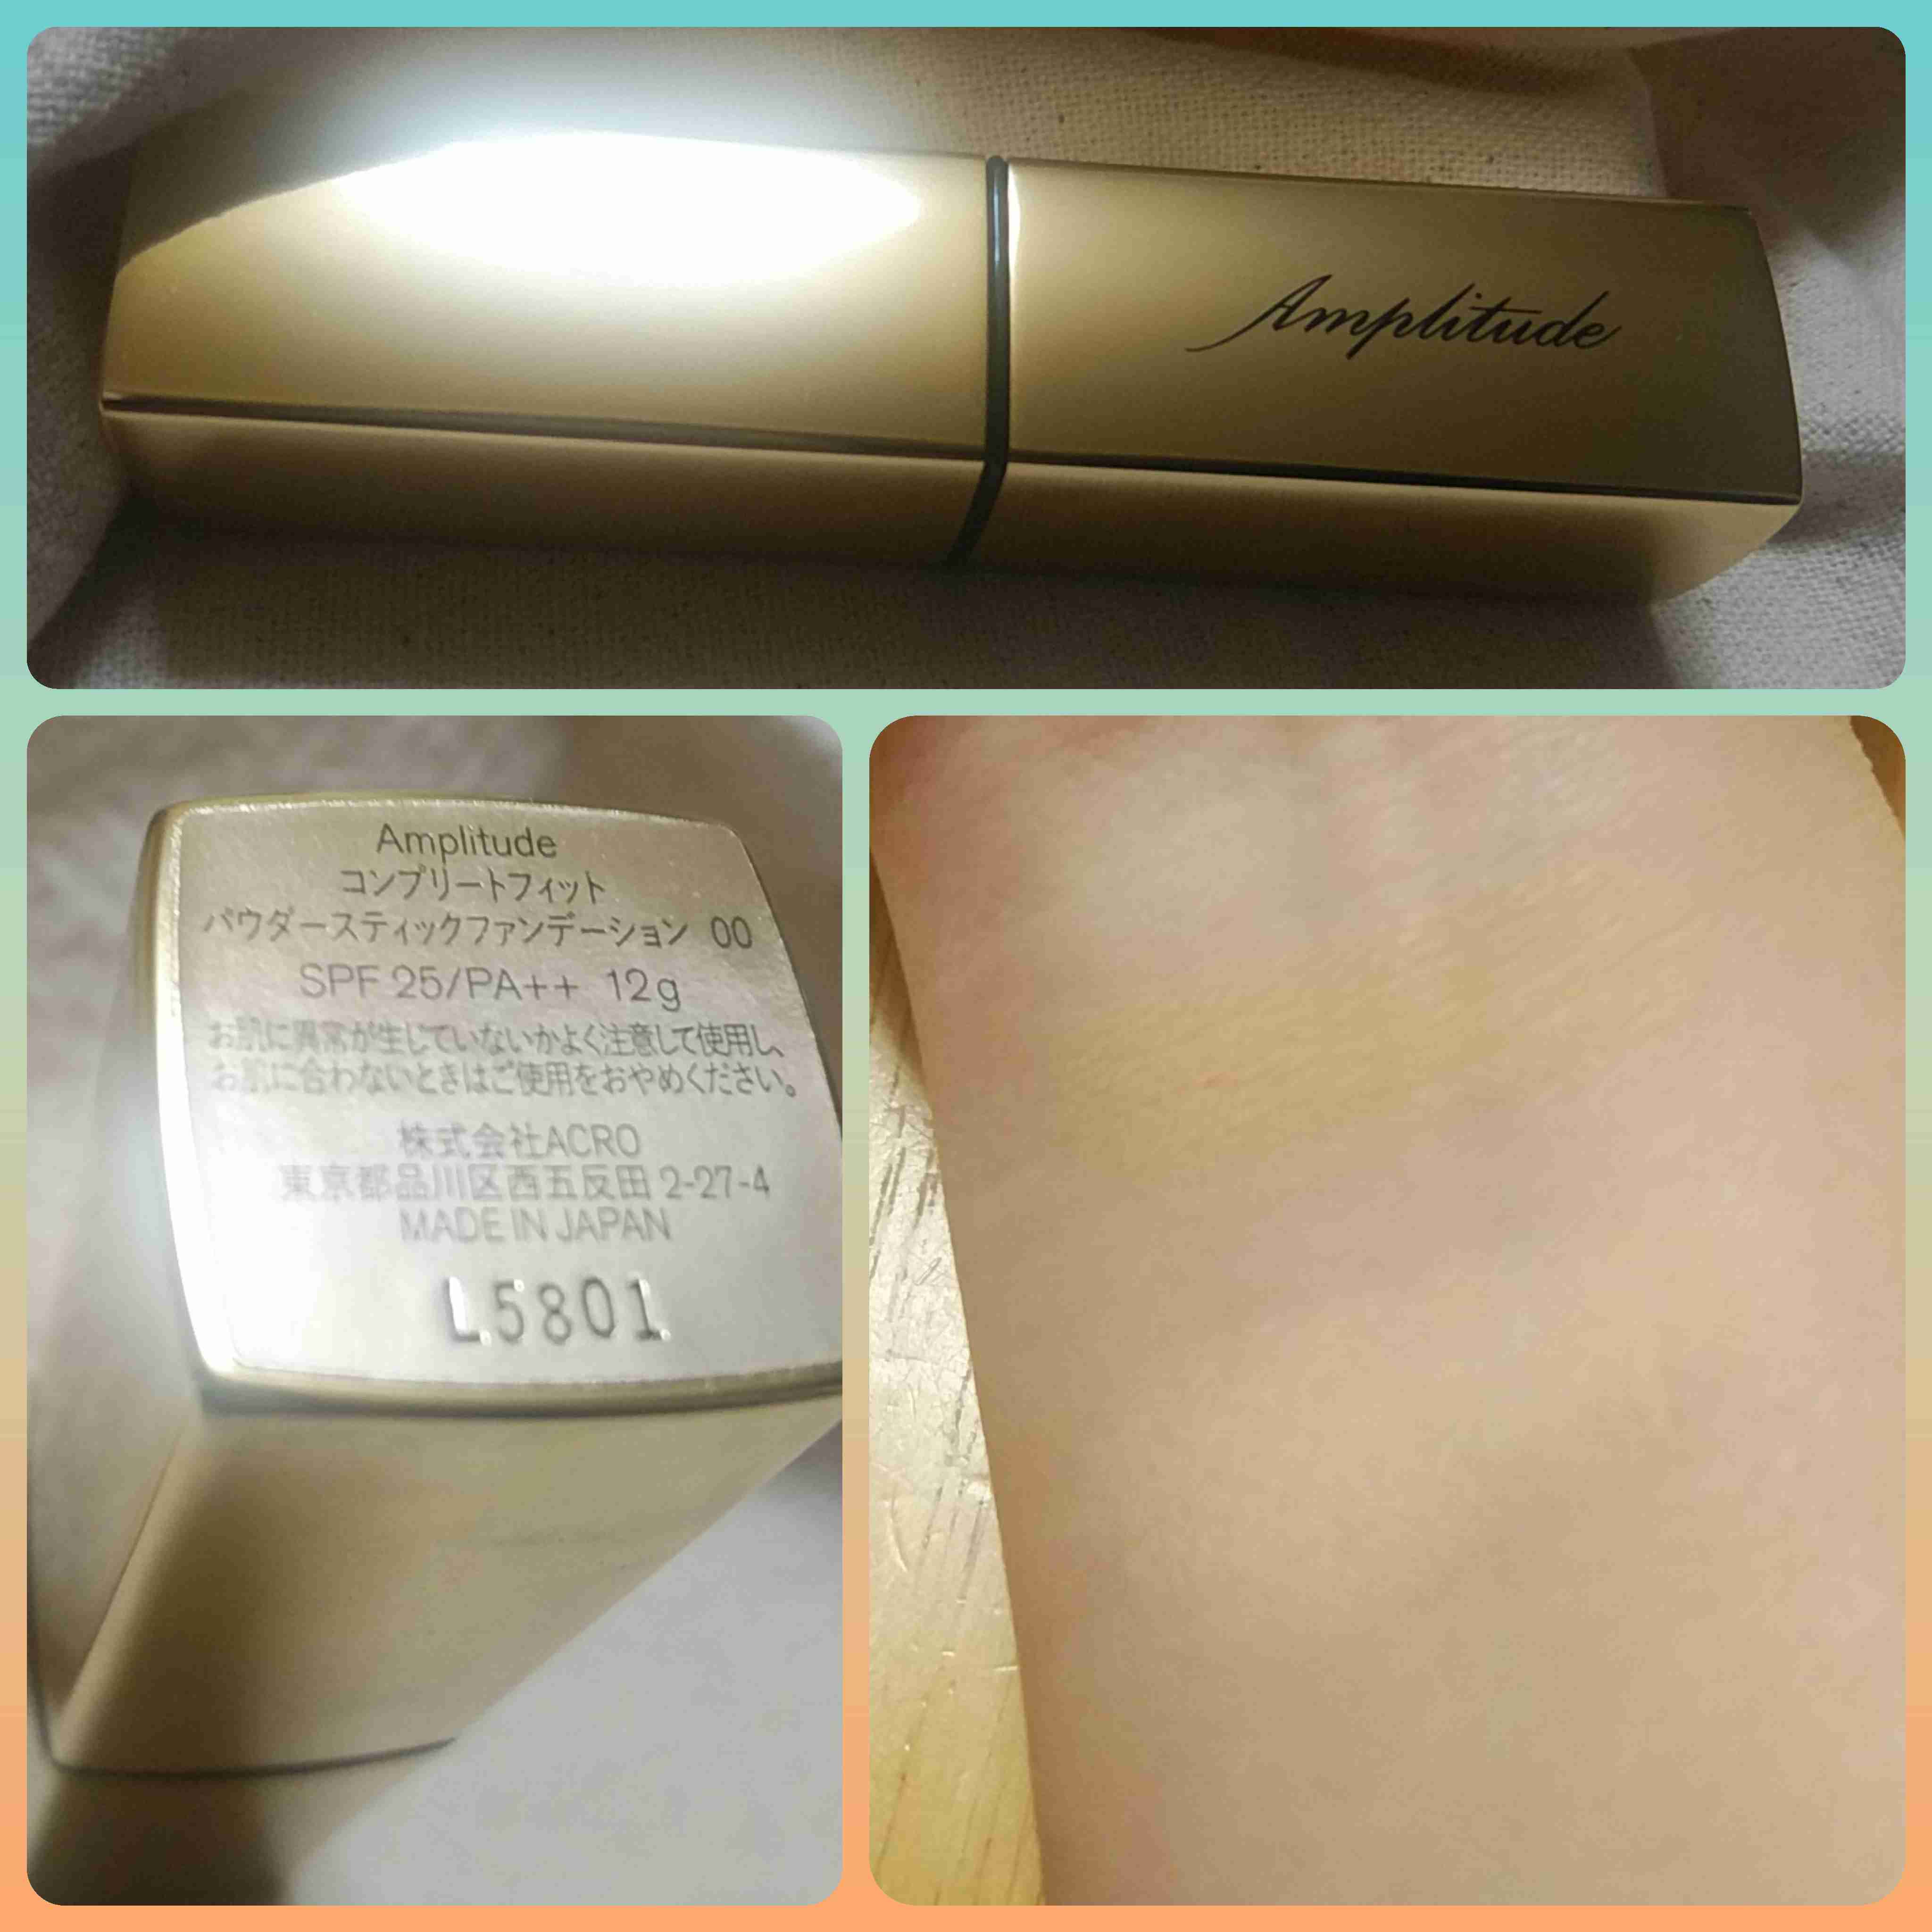 Amplitude
Amplitude
コンプリートフィット
パウダースティックファンデーション 00
SPF 25/PA++ 12g
お肌に異常が生じていないかよく注意して使用し、
お肌に合わないときはご使用をおやめください。
株式会社ACRO
東京都品川区西五反田 2-27-4
MADE IN JAPAN
L5801